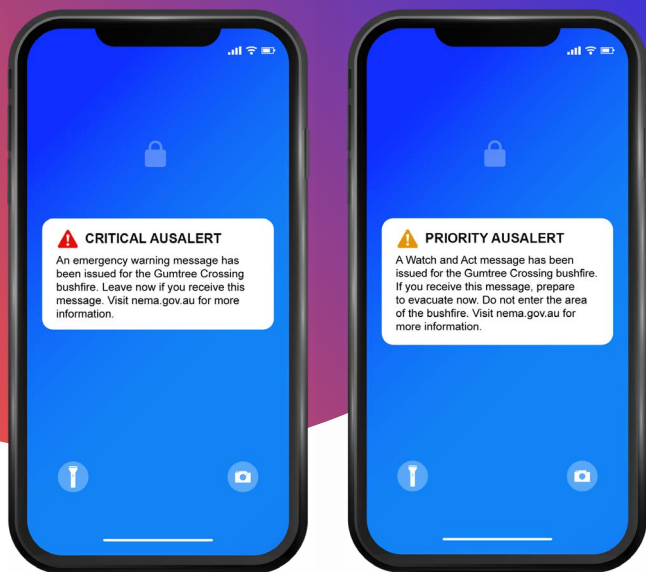 CRITICAL AUSALERT
An emergency warning message has
been issued for the Gumtree Crossing
bushfire. Leave now if you receive this
message. Visit nema.gov.au for more
information.
PRIORITY AUSALERT
A Watch and Act message has been
issued for the Gumtree Crossing bushfire.
If you receive this message, prepare
to evacuate now. Do not enter the area
of the bushfire. Visit nema.gov.au for
more information.